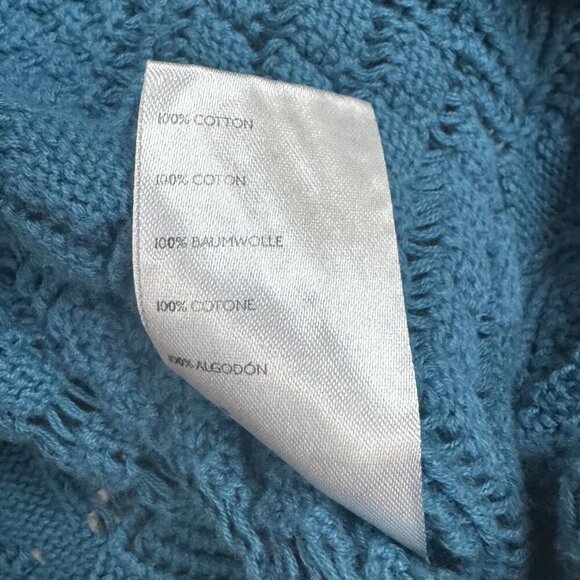 100% COTTON
100% COTON
100% BAUMWOLLE
100% COTONE
100% ALGODÓN